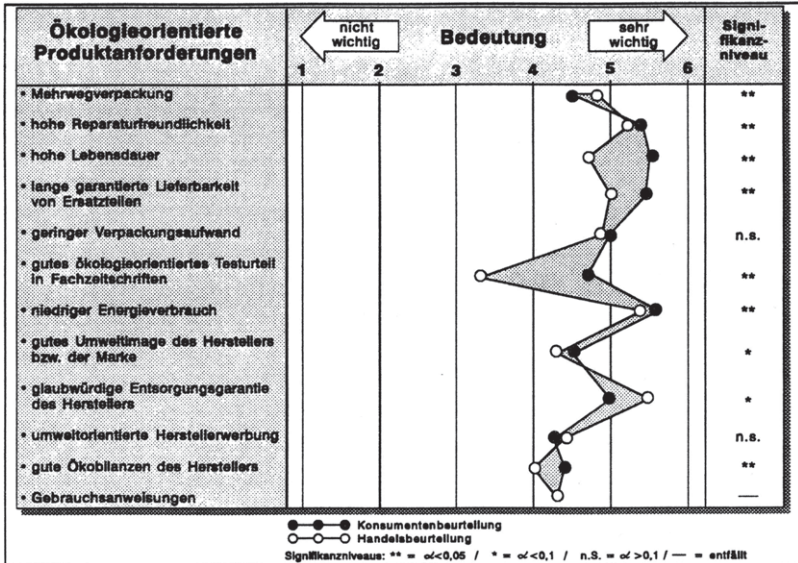 Ökologieorientierte
Produktanforderungen
nicht
wichtig
Bedeutung
sehr
wichtig
Signi-
fikanz-
niveau
1 2 3 4 5 6
• Mehrwegverpackung **
• hohe Reparaturfreundlichkeit **
• hohe Lebensdauer **
• lange garantierte Lieferbarkeit
von Ersatzteilen **
• geringer Verpackungsaufwand n.s.
• gutes ökologieorientiertes Testurteil
in Fachzeitschriften **
• niedriger Energieverbrauch **
• gutes Umweltimage des Herstellers
bzw. der Marke *
• glaubwürdige Entsorgungsgarantie
des Herstellers *
• umweltorientierte Herstellerwerbung n.s.
• gute Ökobilanzen des Herstellers **
• Gebrauchsanweisungen —
Konsumentenbeurteilung
Handelsbeurteilung
Signifikanzniveaus: ** = α<0,05 / * = α<0,1 / n.S. = α >0,1 / — = entfällt